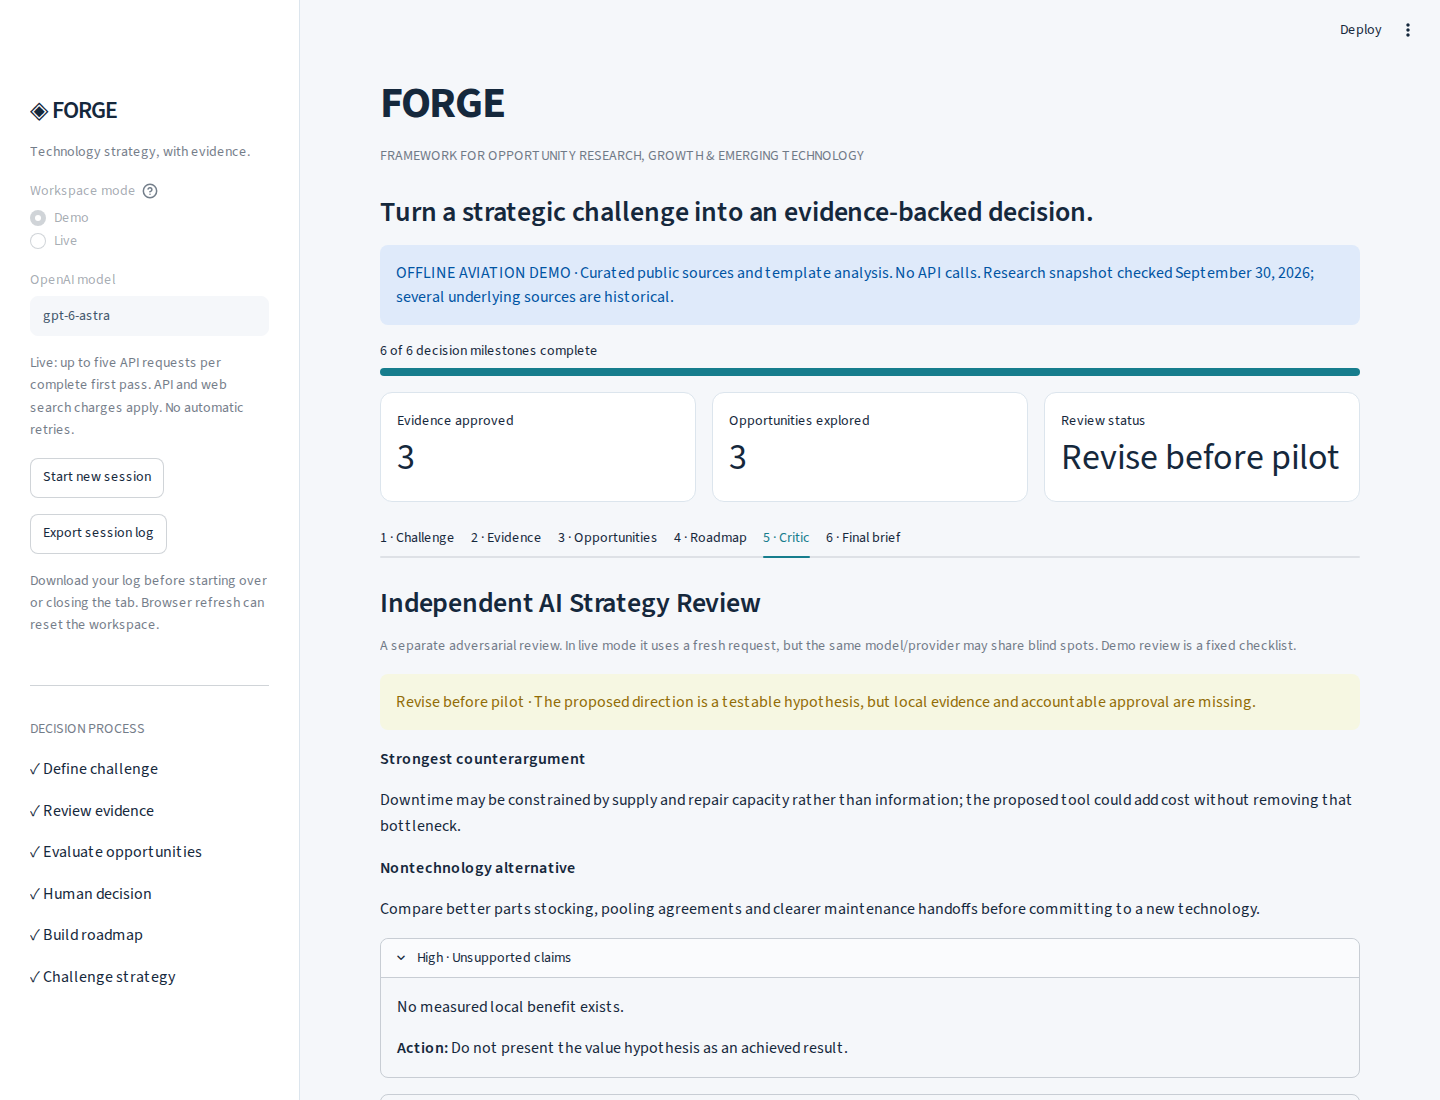 ◈ FORGE
Technology strategy, with evidence.
Workspace mode
Demo
Live
OpenAI model
gpt-6-astra
Live: up to five API requests per
complete first pass. API and web
search charges apply. No automatic
retries.
Start new session
Export session log
Download your log before starting over
or closing the tab. Browser refresh can
reset the workspace.
DECISION PROCESS
✓ Define challenge
✓ Review evidence
✓ Evaluate opportunities
✓ Human decision
✓ Build roadmap
✓ Challenge strategy
Deploy
FORGE
FRAMEWORK FOR OPPORTUNITY RESEARCH, GROWTH & EMERGING TECHNOLOGY
Turn a strategic challenge into an evidence-backed decision.
OFFLINE AVIATION DEMO · Curated public sources and template analysis. No API calls. Research snapshot checked September 30, 2026;
several underlying sources are historical.
6 of 6 decision milestones complete
Evidence approved
3
Opportunities explored
3
Review status
Revise before pilot
1 · Challenge
2 · Evidence
3 · Opportunities
4 · Roadmap
5 · Critic
6 · Final brief
Independent AI Strategy Review
A separate adversarial review. In live mode it uses a fresh request, but the same model/provider may share blind spots. Demo review is a fixed checklist.
Revise before pilot · The proposed direction is a testable hypothesis, but local evidence and accountable approval are missing.
Strongest counterargument
Downtime may be constrained by supply and repair capacity rather than information; the proposed tool could add cost without removing that
bottleneck.
Nontechnology alternative
Compare better parts stocking, pooling agreements and clearer maintenance handoffs before committing to a new technology.
High · Unsupported claims
No measured local benefit exists.
Action: Do not present the value hypothesis as an achieved result.